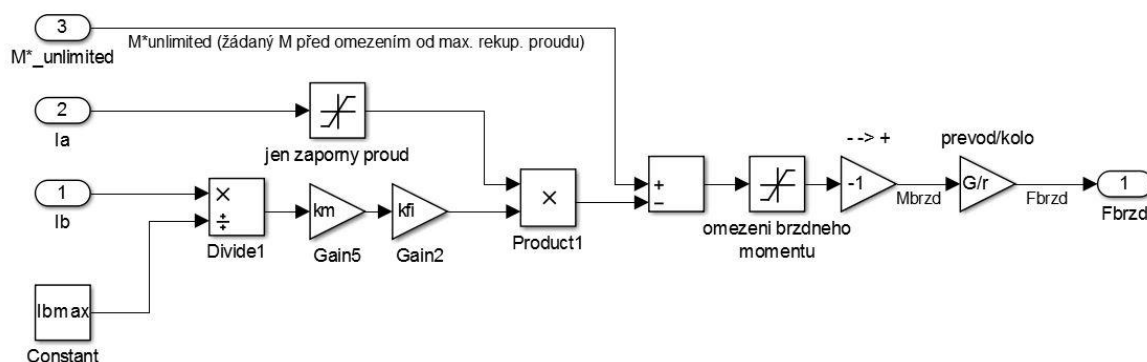 3
M*_unlimited
M*unlimited (žádaný M před omezením od max. rekup. proudu)
2
Ia
jen zaporny proud
1
Ib
×
÷
Divide1
km
Gain5
kfi
Gain2
×
Product1
+
−
omezeni brzdneho
momentu
- --> +
-1
Mbrzd
prevod/kolo
G/r
Fbrzd
1
Fbrzd
Ibmax
Constant